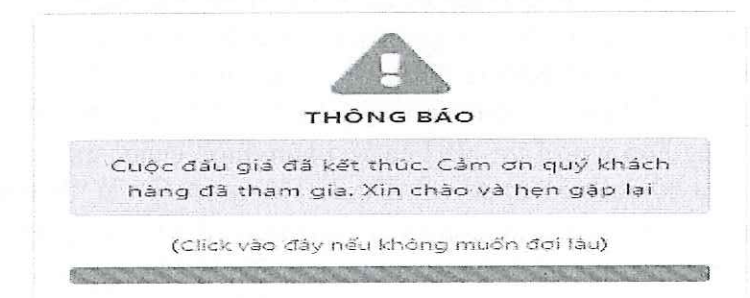 THÔNG BÁO
Cuộc đấu giá đã kết thúc. Cảm ơn quý khách
hàng đã tham gia. Xin chào và hẹn gặp lại
(Click vào đây nếu không muốn đợi lâu)